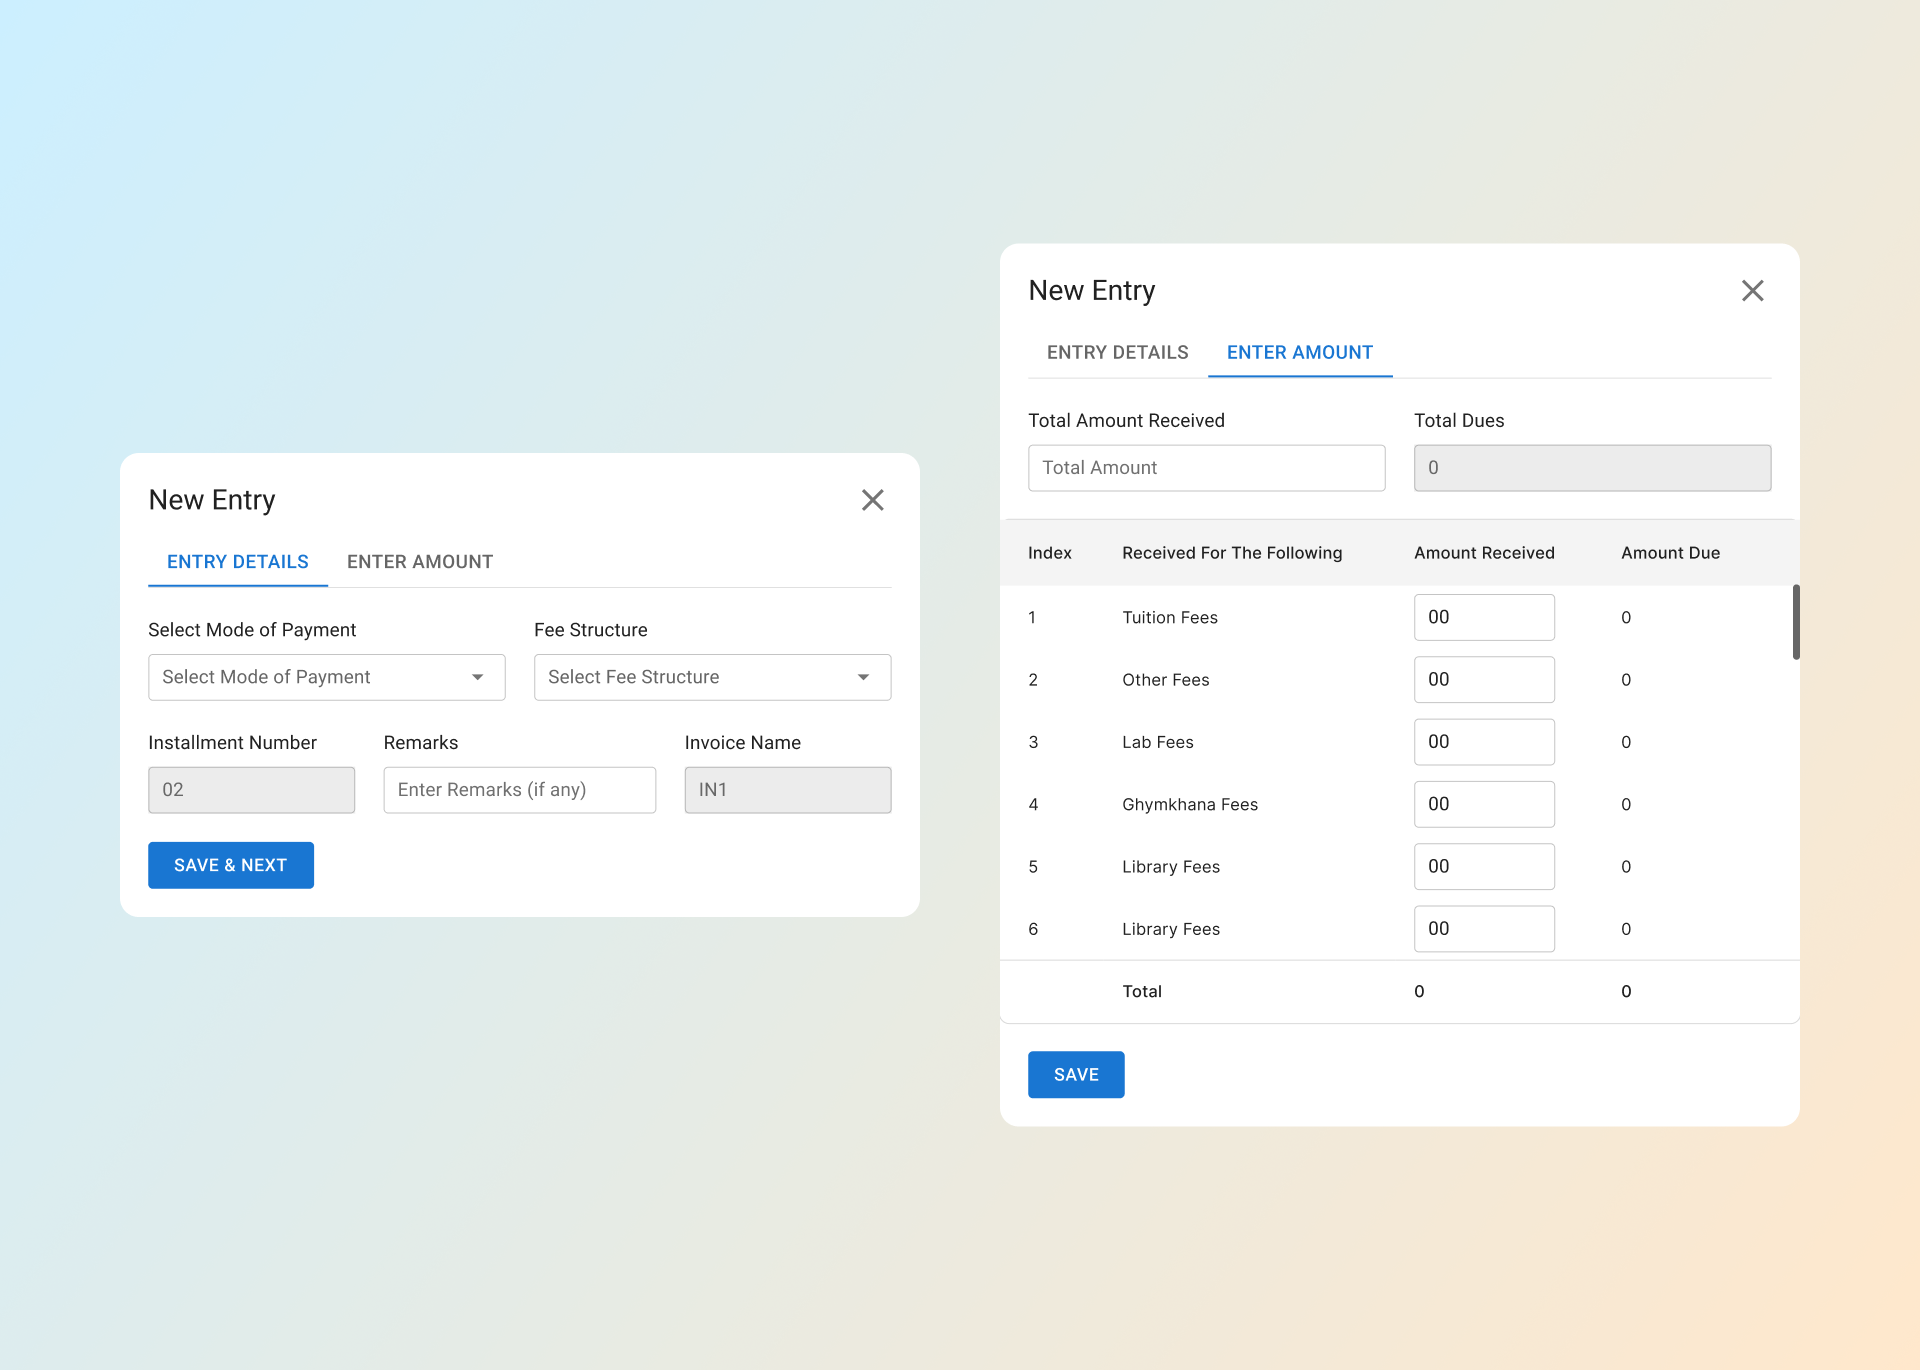 New Entry
ENTRY DETAILS ENTER AMOUNT
Select Mode of Payment Fee Structure
Select Mode of Payment Select Fee Structure
Installment Number Remarks Invoice Name
02 Enter Remarks (if any) IN1
SAVE & NEXT
New Entry
ENTRY DETAILS ENTER AMOUNT
Total Amount Received Total Dues
Total Amount 0
Index Received For The Following Amount Received Amount Due
1 Tuition Fees 00 0
2 Other Fees 00 0
3 Lab Fees 00 0
4 Ghymkhana Fees 00 0
5 Library Fees 00 0
6 Library Fees 00 0
Total 0 0
SAVE